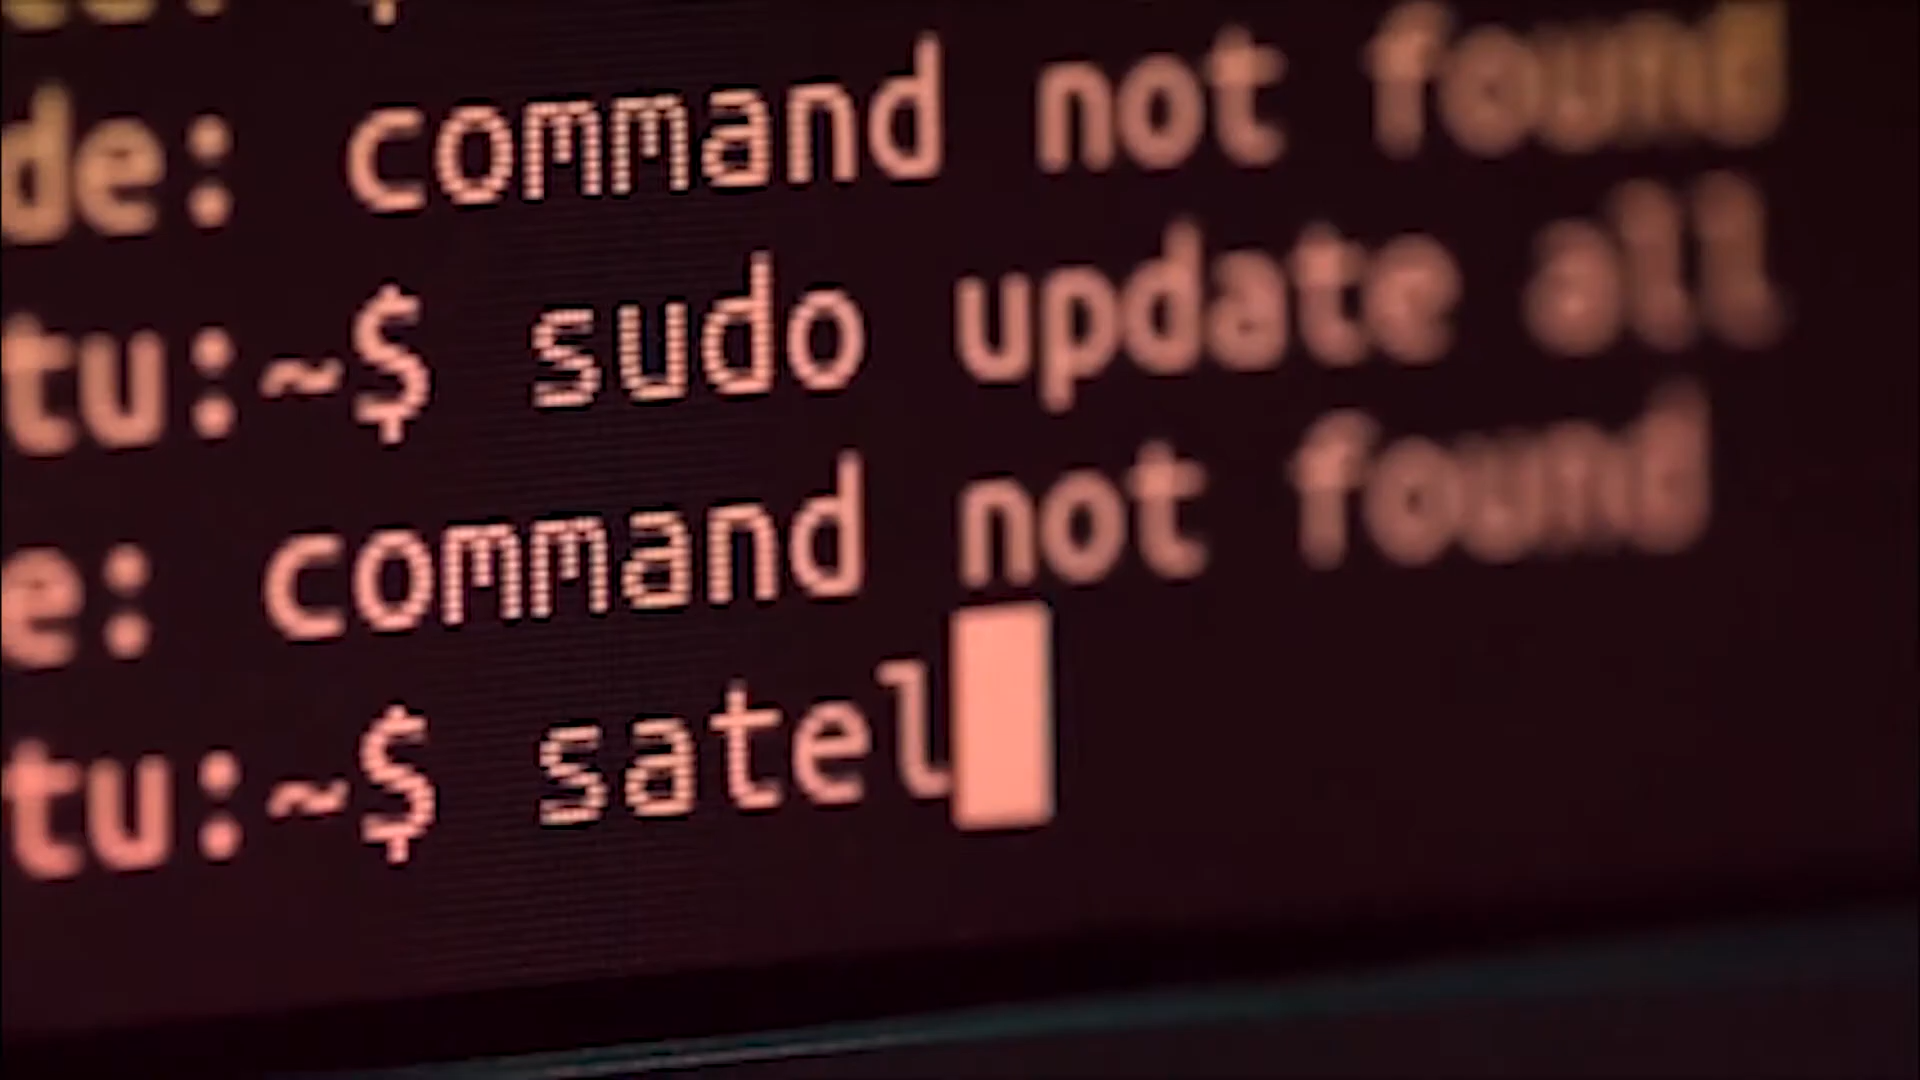 de: command not found
tu:~$ sudo update all
e: command not found
tu:~$ satel